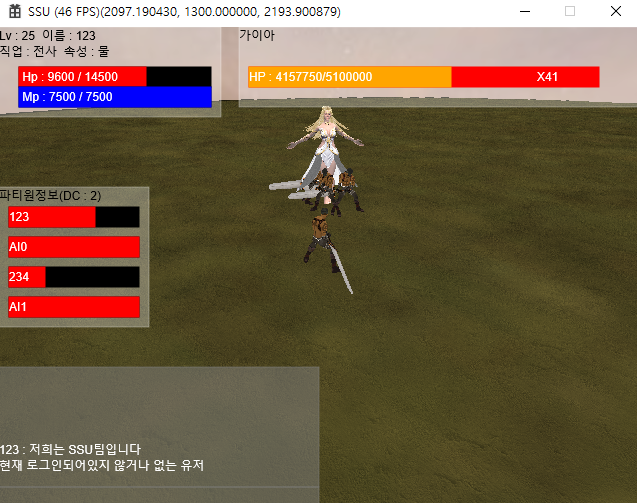 SSU (46 FPS)(2097.190430, 1300.000000, 2193.900879)
Lv : 25 이름 : 123
직업 : 전사 속성 : 물
Hp : 9600 / 14500
Mp : 7500 / 7500
가이아
HP : 4157750/5100000 X41
파티원정보(DC : 2)
123
AI0
234
AI1
123 : 저희는 SSU팀입니다
현재 로그인되어있지 않거나 없는 유저